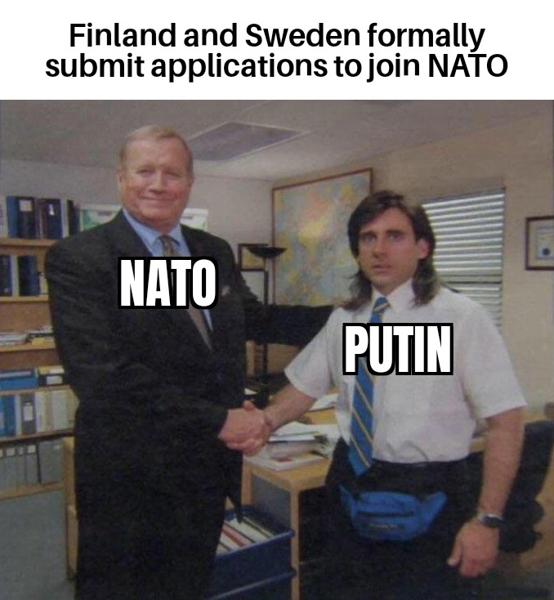 Finland and Sweden formally
submit applications to join NATO
NATO
PUTIN